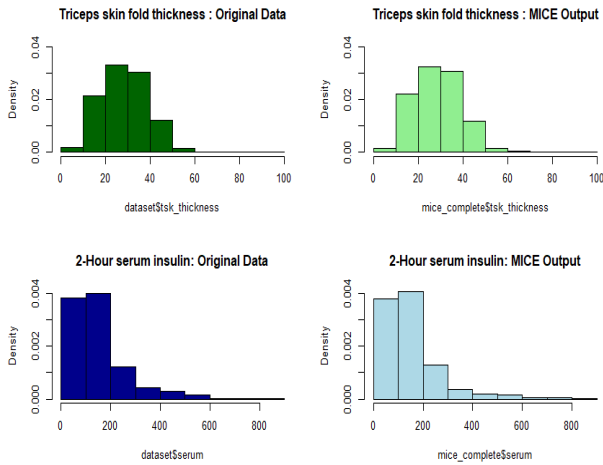 Triceps skin fold thickness : Original Data
Density
0.00 0.02 0.04
0 20 40 60 80 100
dataset$tsk_thickness
Triceps skin fold thickness : MICE Output
Density
0.00 0.02 0.04
0 20 40 60 80 100
mice_complete$tsk_thickness
2-Hour serum insulin: Original Data
Density
0.000 0.002 0.004
0 200 400 600 800
dataset$serum
2-Hour serum insulin: MICE Output
Density
0.000 0.002 0.004
0 200 400 600 800
mice_complete$serum